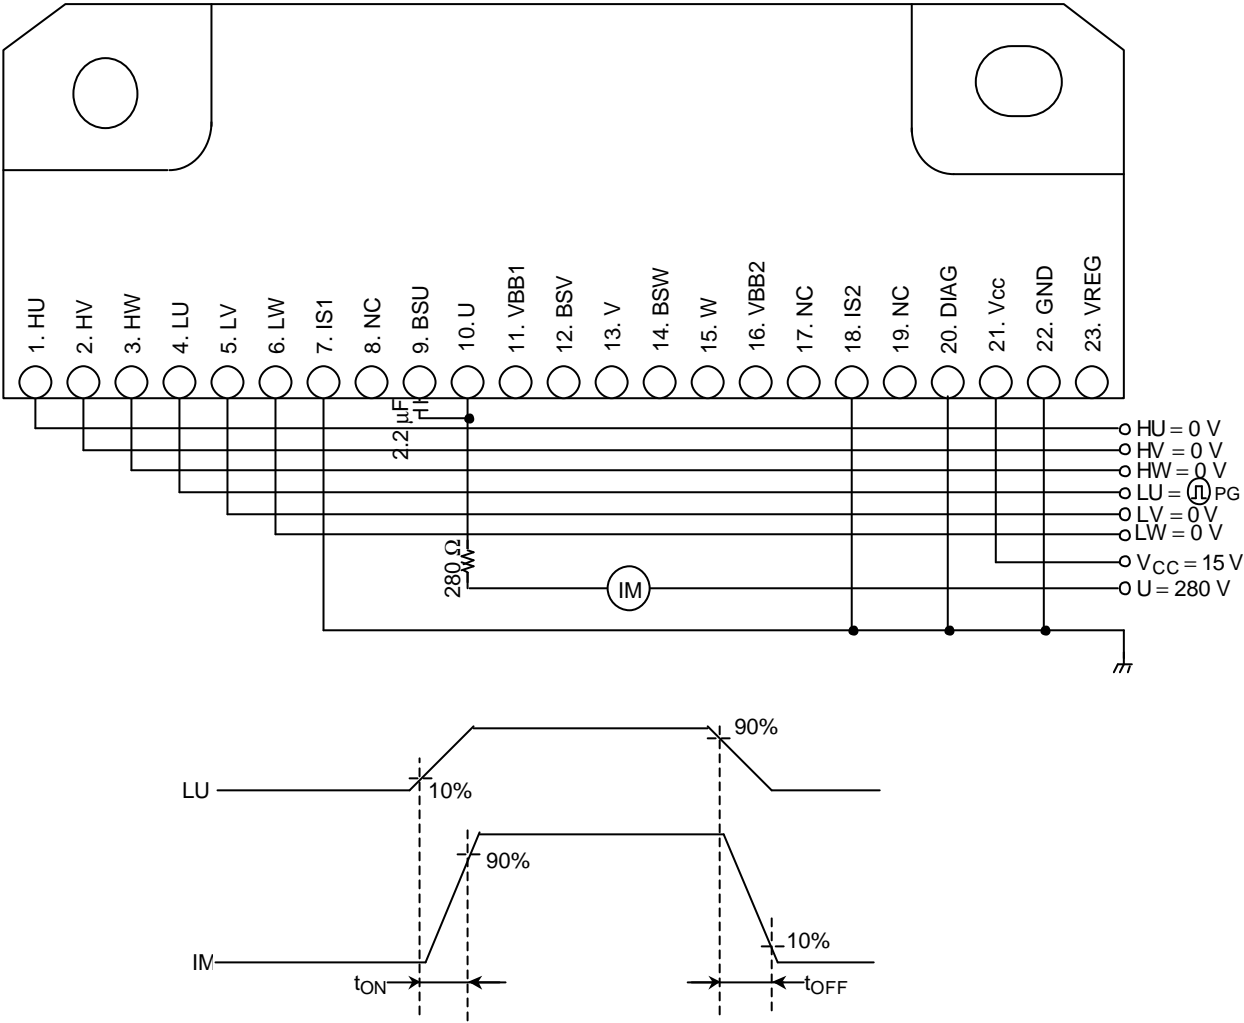 1. HU
2. HV
3. HW
4. LU
5. LV
6. LW
7. IS1
8. NC
9. BSU
10. U
11. VBB1
12. BSV
13. V
14. BSW
15. W
16. VBB2
17. NC
18. IS2
19. NC
20. DIAG
21. Vcc
22. GND
23. VREG
2.2 μF
HU = 0 V
HV = 0 V
HW = 0 V
LU = PG
LV = 0 V
LW = 0 V
280 Ω
VCC = 15 V
IM
U = 280 V
90%
LU
10%
90%
10%
IM
tON
tOFF